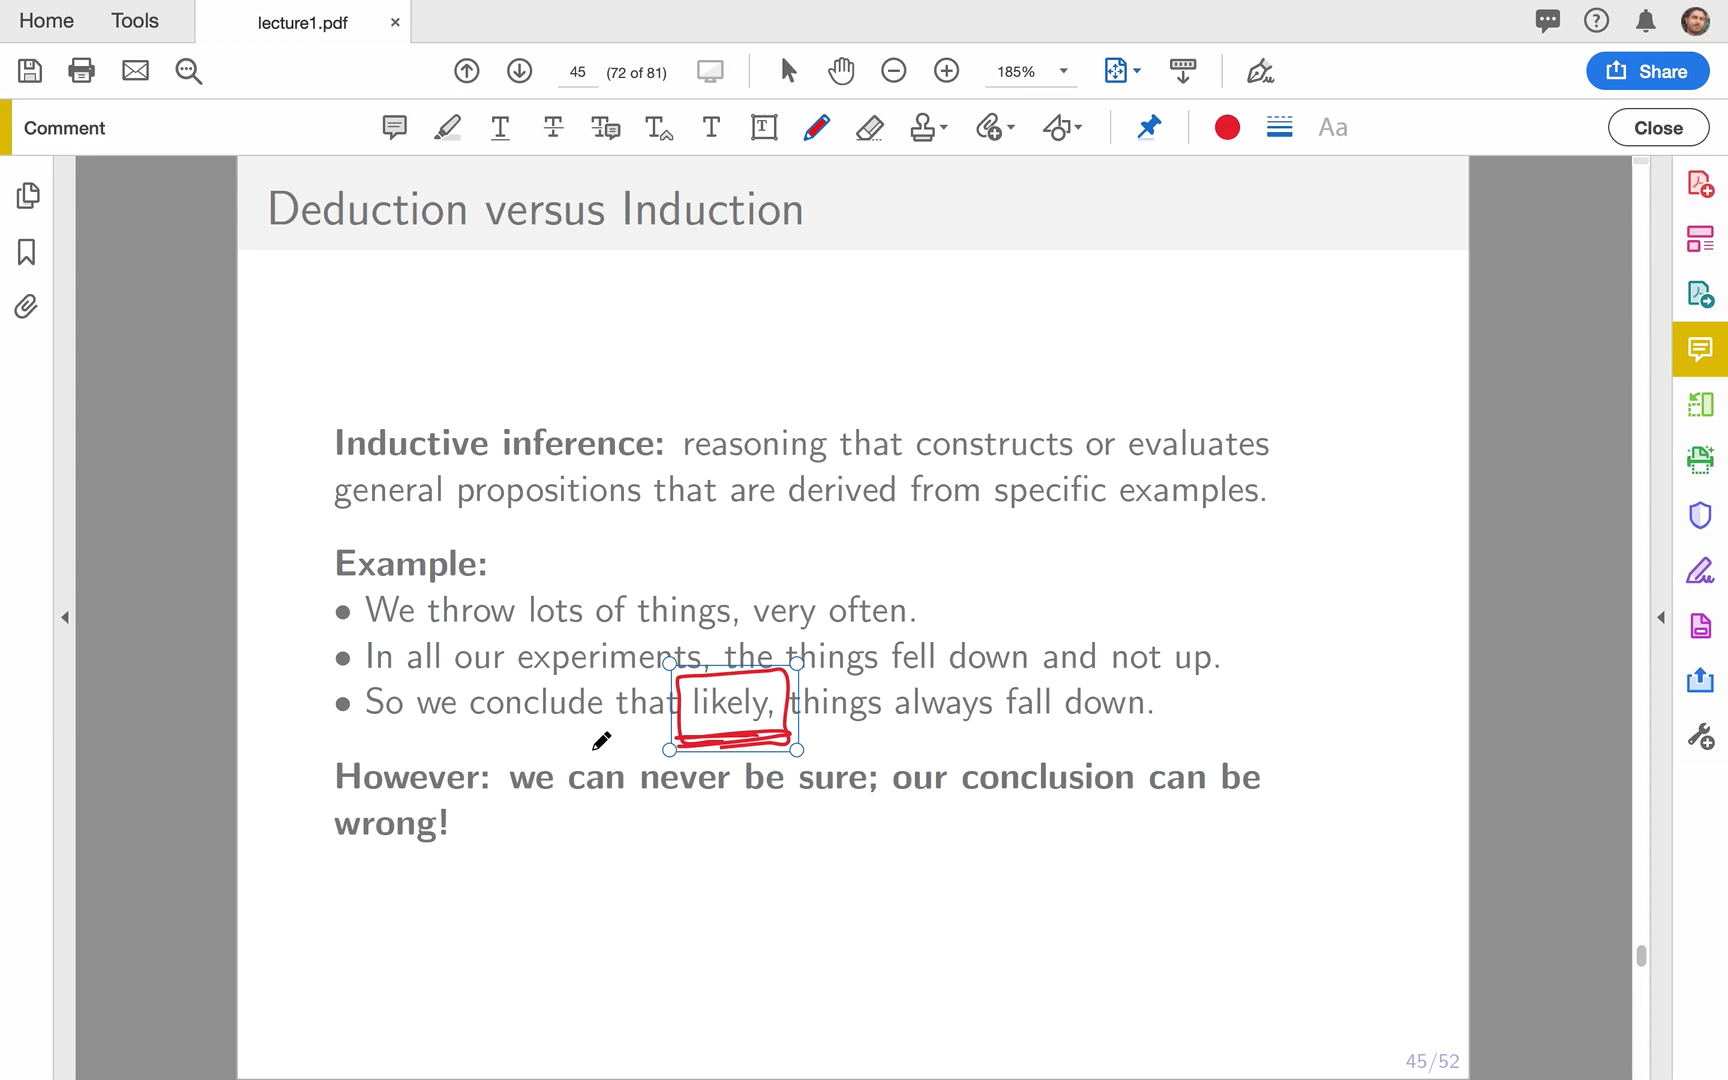 Home Tools lecture1.pdf ×
45 (72 of 81) 185% Share
Comment Aa Close
Deduction versus Induction
Inductive inference: reasoning that constructs or evaluates
general propositions that are derived from specific examples.
Example:
• We throw lots of things, very often.
• In all our experiments, the things fell down and not up.
• So we conclude that likely, things always fall down.
However: we can never be sure; our conclusion can be
wrong!
45/52